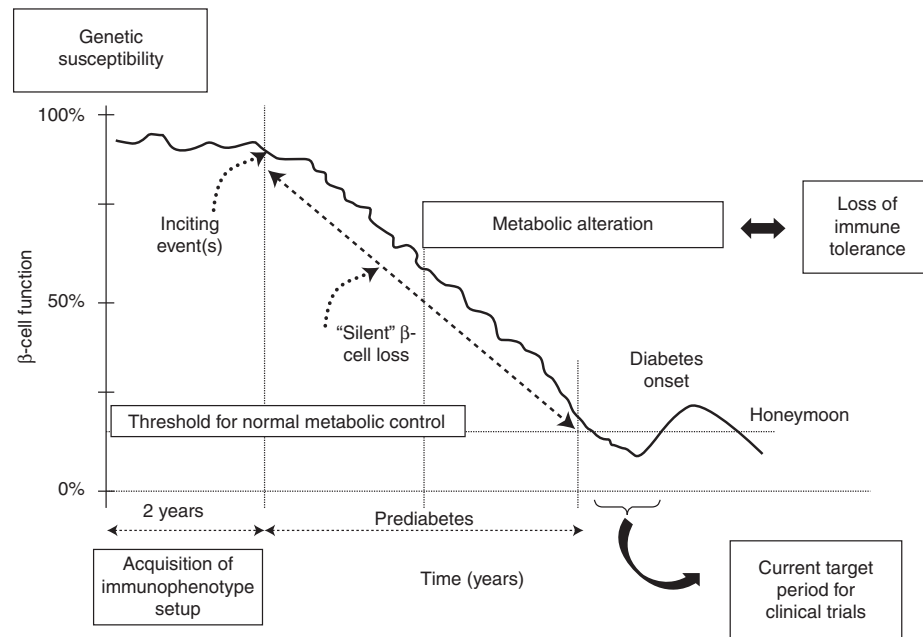 Genetic
susceptibility
100%
Inciting
event(s)
Metabolic alteration
Loss of
immune
tolerance
β-cell function
50%
"Silent" β-
cell loss
Diabetes
onset
Honeymoon
Threshold for normal metabolic control
0%
2 years
Prediabetes
Acquisition of
immunophenotype
setup
Time (years)
Current target
period for
clinical trials